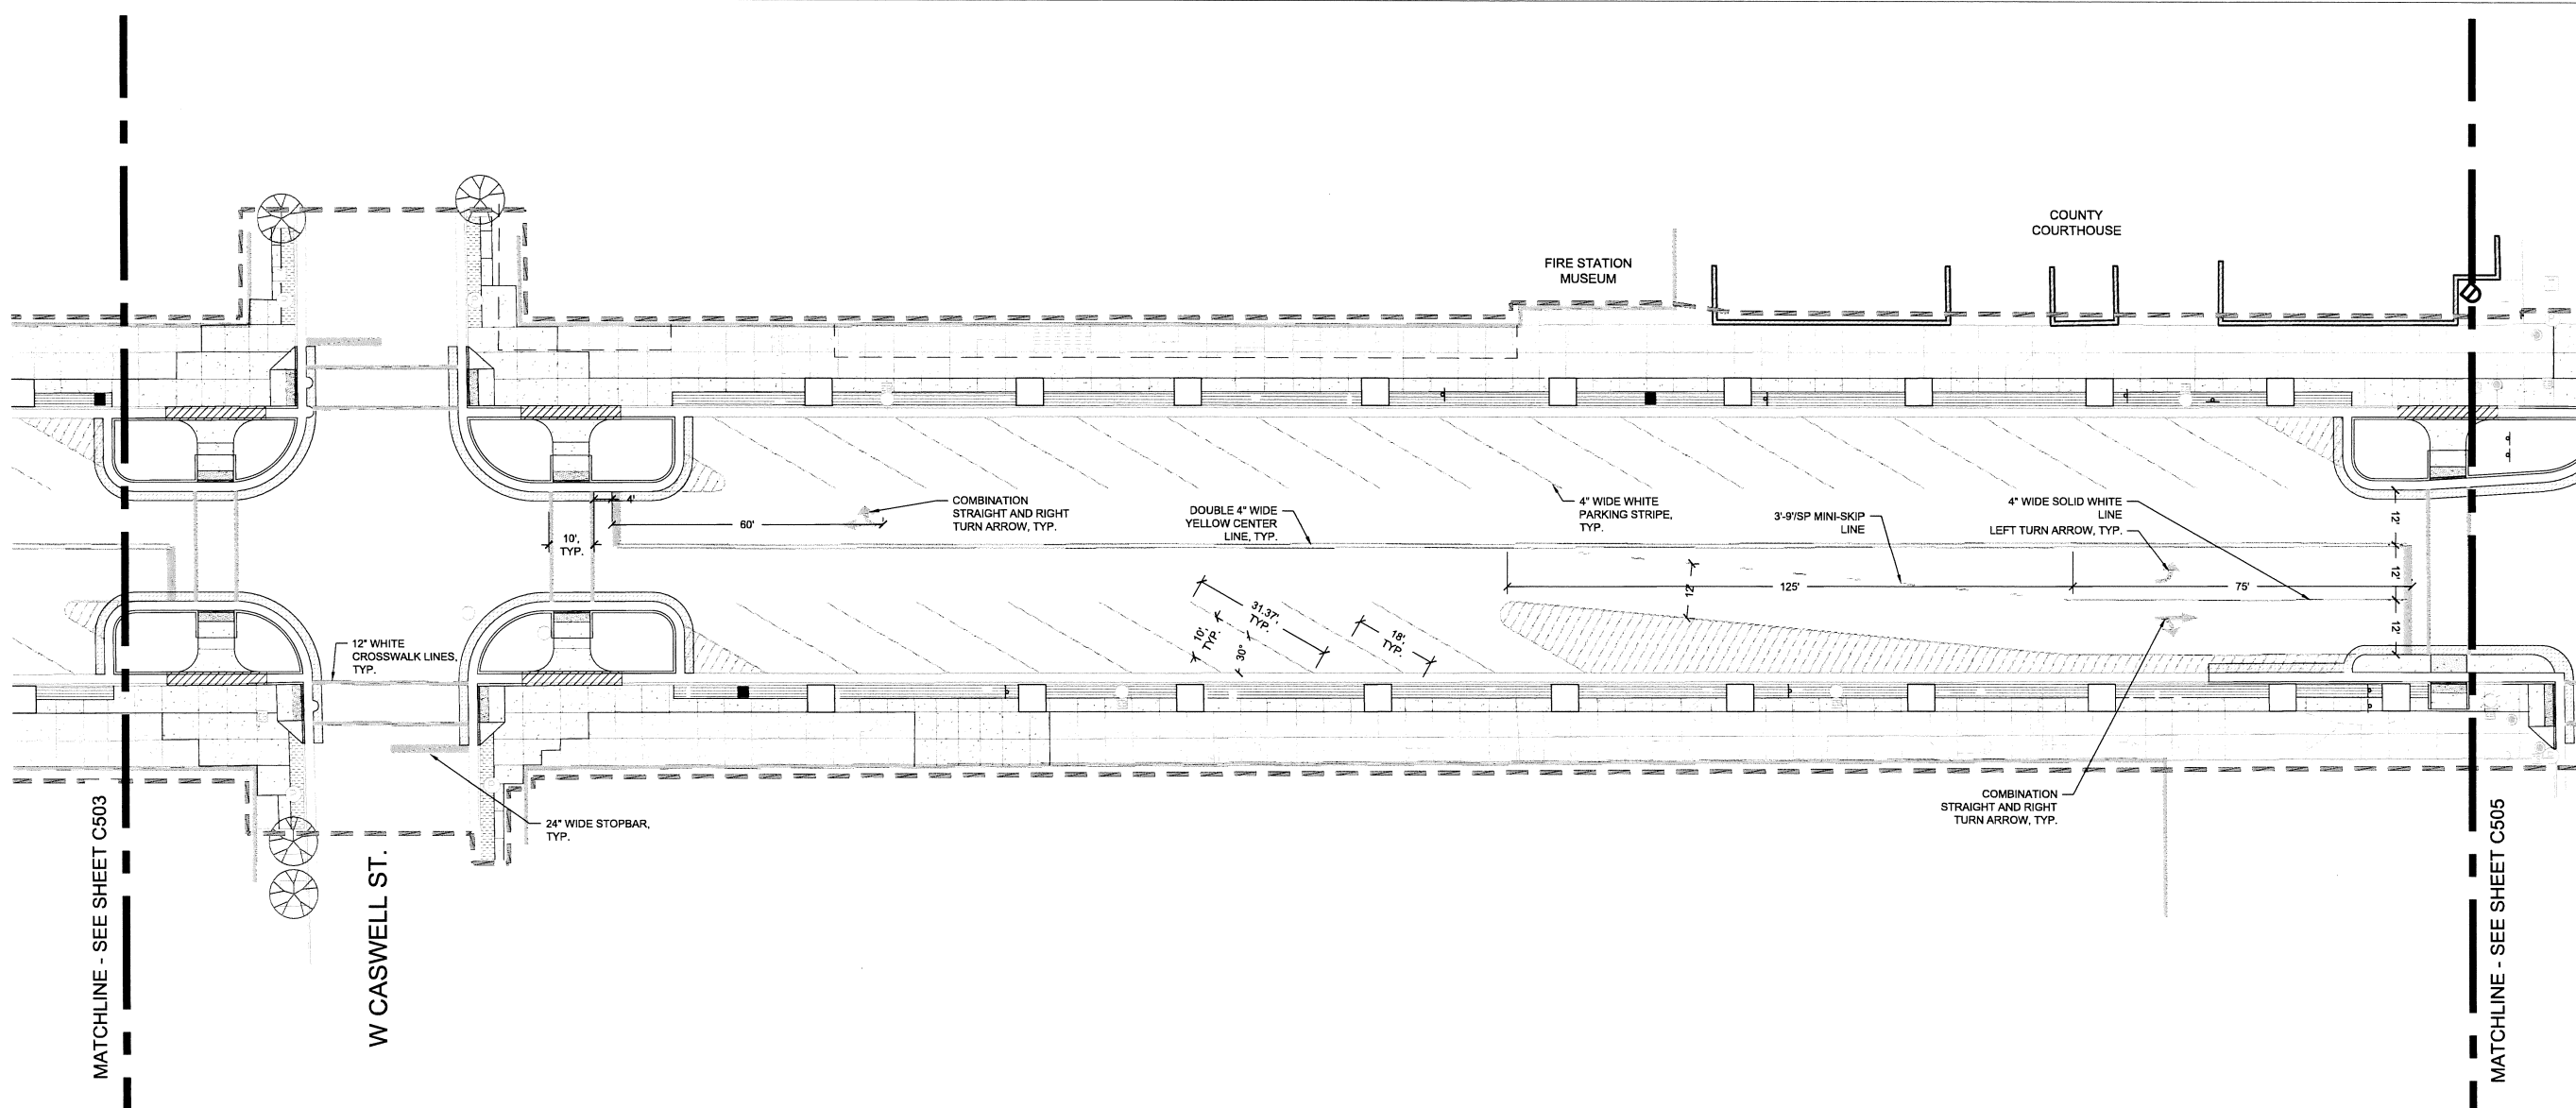 COUNTY
COURTHOUSE
FIRE STATION
MUSEUM
COMBINATION
STRAIGHT AND RIGHT
TURN ARROW, TYP.
4'
60'
10',
TYP.
DOUBLE 4" WIDE
YELLOW CENTER
LINE, TYP.
4" WIDE WHITE
PARKING STRIPE,
TYP.
3'-9'/SP MINI-SKIP
LINE
4" WIDE SOLID WHITE
LINE
LEFT TURN ARROW, TYP.
12'
12'
12'
12'
125'
75'
31.37',
TYP.
10',
TYP.
30°
18',
TYP.
12" WHITE
CROSSWALK LINES,
TYP.
24" WIDE STOPBAR,
TYP.
COMBINATION
STRAIGHT AND RIGHT
TURN ARROW, TYP.
W CASWELL ST.
MATCHLINE - SEE SHEET C503
MATCHLINE - SEE SHEET C505